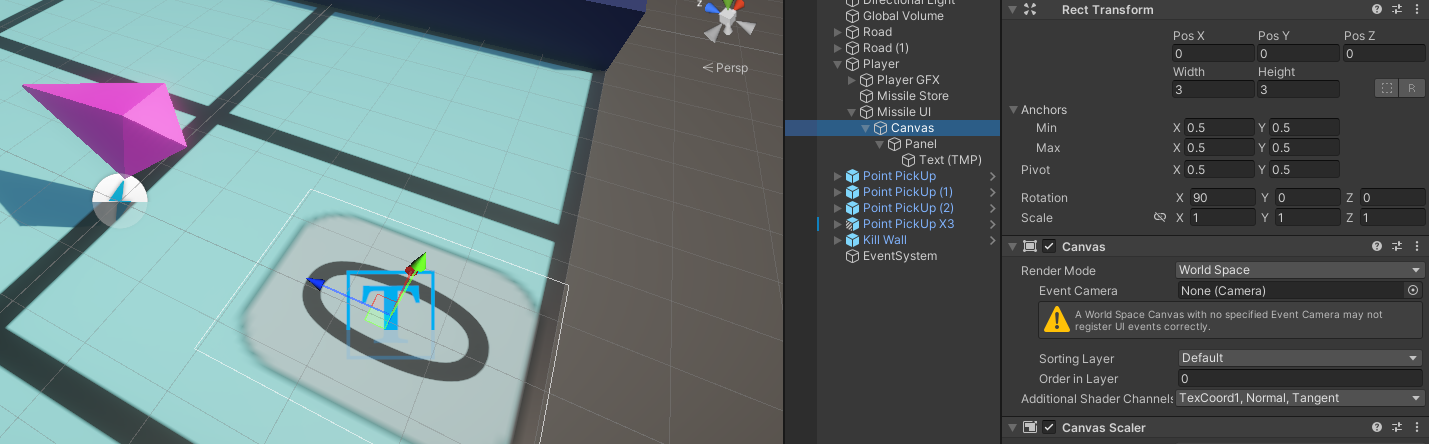 z
Persp
Directional Light
Global Volume
Road
Road (1)
Player
Player GFX
Missile Store
Missile UI
Canvas
Panel
Text (TMP)
Point PickUp
Point PickUp (1)
Point PickUp (2)
Point PickUp X3
Kill Wall
EventSystem
Rect Transform
Pos X Pos Y Pos Z
0 0 0
Width Height
3 3 R
Anchors
Min X 0.5 Y 0.5
Max X 0.5 Y 0.5
Pivot X 0.5 Y 0.5
Rotation X 90 Y 0 Z 0
Scale X 1 Y 1 Z 1
Canvas
Render Mode World Space
Event Camera None (Camera)
A World Space Canvas with no specified Event Camera may not
register UI events correctly.
Sorting Layer Default
Order in Layer 0
Additional Shader Channels TexCoord1, Normal, Tangent
Canvas Scaler
0
T